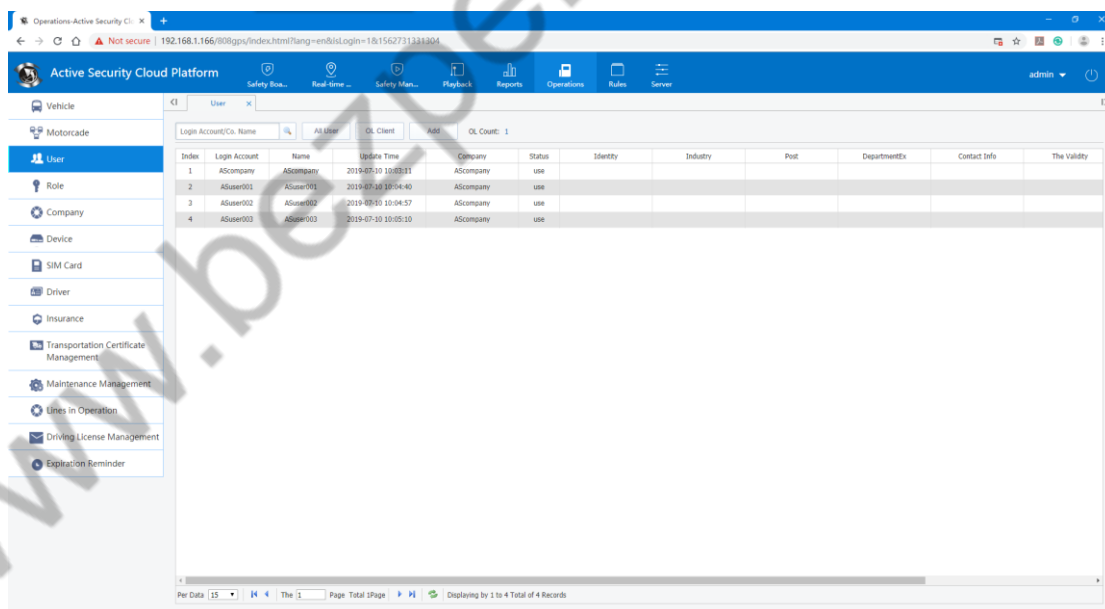 Operations-Active Security Cl
Not secure | 192.168.1.166/808gps/index.html?lang=en&isLogin=1&1562731331304
Active Security Cloud Platform
Safety Boa... Real-time ... Safety Man... Playback Reports Operations Rules Server
admin
Vehicle
Motorcade
User
Role
Company
Device
SIM Card
Driver
Insurance
Transportation Certificate
Management
Maintenance Management
Lines in Operation
Driving License Management
Expiration Reminder
User
Login Account/Co. Name All User OL Client Add OL Count: 1
Index Login Account Name Update Time Company Status Identity Industry Post DepartmentEx Contact Info The Validity
1 AScompany AScompany 2019-07-10 10:03:11 AScompany use
2 ASuser001 ASuser001 2019-07-10 10:04:40 AScompany use
3 ASuser002 ASuser002 2019-07-10 10:04:57 AScompany use
4 ASuser003 ASuser003 2019-07-10 10:05:10 AScompany use
Per Data 15 The 1 Page Total 1Page Displaying by 1 to 4 Total of 4 Records